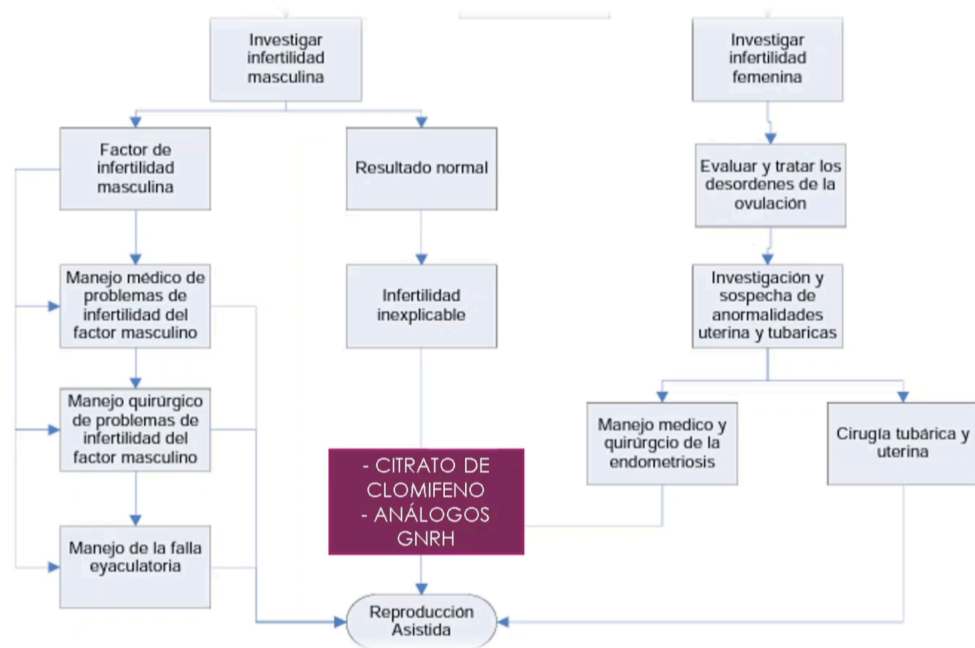 Investigar
infertilidad
masculina
Investigar
infertilidad
femenina
Factor de
infertilidad
masculina
Resultado normal
Evaluar y tratar los
desordenes de la
ovulación
Manejo médico de
problemas de
infertilidad del
factor masculino
Infertilidad
inexplicable
Investigación y
sospecha de
anormalidades
uterina y tubaricas
Manejo quirúrgico
de problemas de
infertilidad del
factor masculino
- CITRATO DE
CLOMIFENO
- ANÁLOGOS
GNRH
Manejo medico y
quirúrgcio de la
endometriosis
Cirugía tubárica y
uterina
Manejo de la falla
eyaculatoria
Reproducción
Asistida